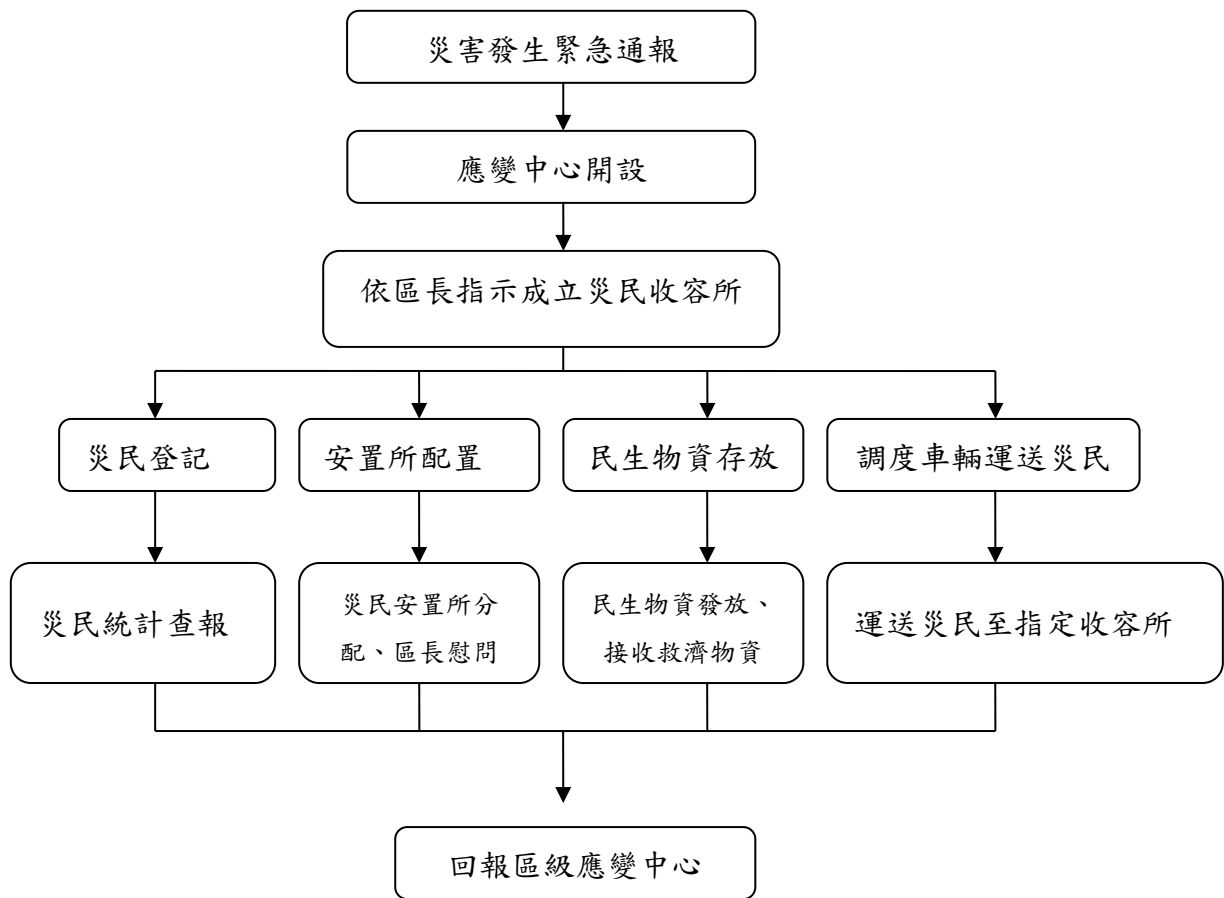 災害發生緊急通報
應變中心開設
依區長指示成立災民收容所
災民登記
安置所配置
民生物資存放
調度車輛運送災民
災民統計查報
災民安置所分
配、區長慰問
民生物資發放、
接收救濟物資
運送災民至指定收容所
回報區級應變中心